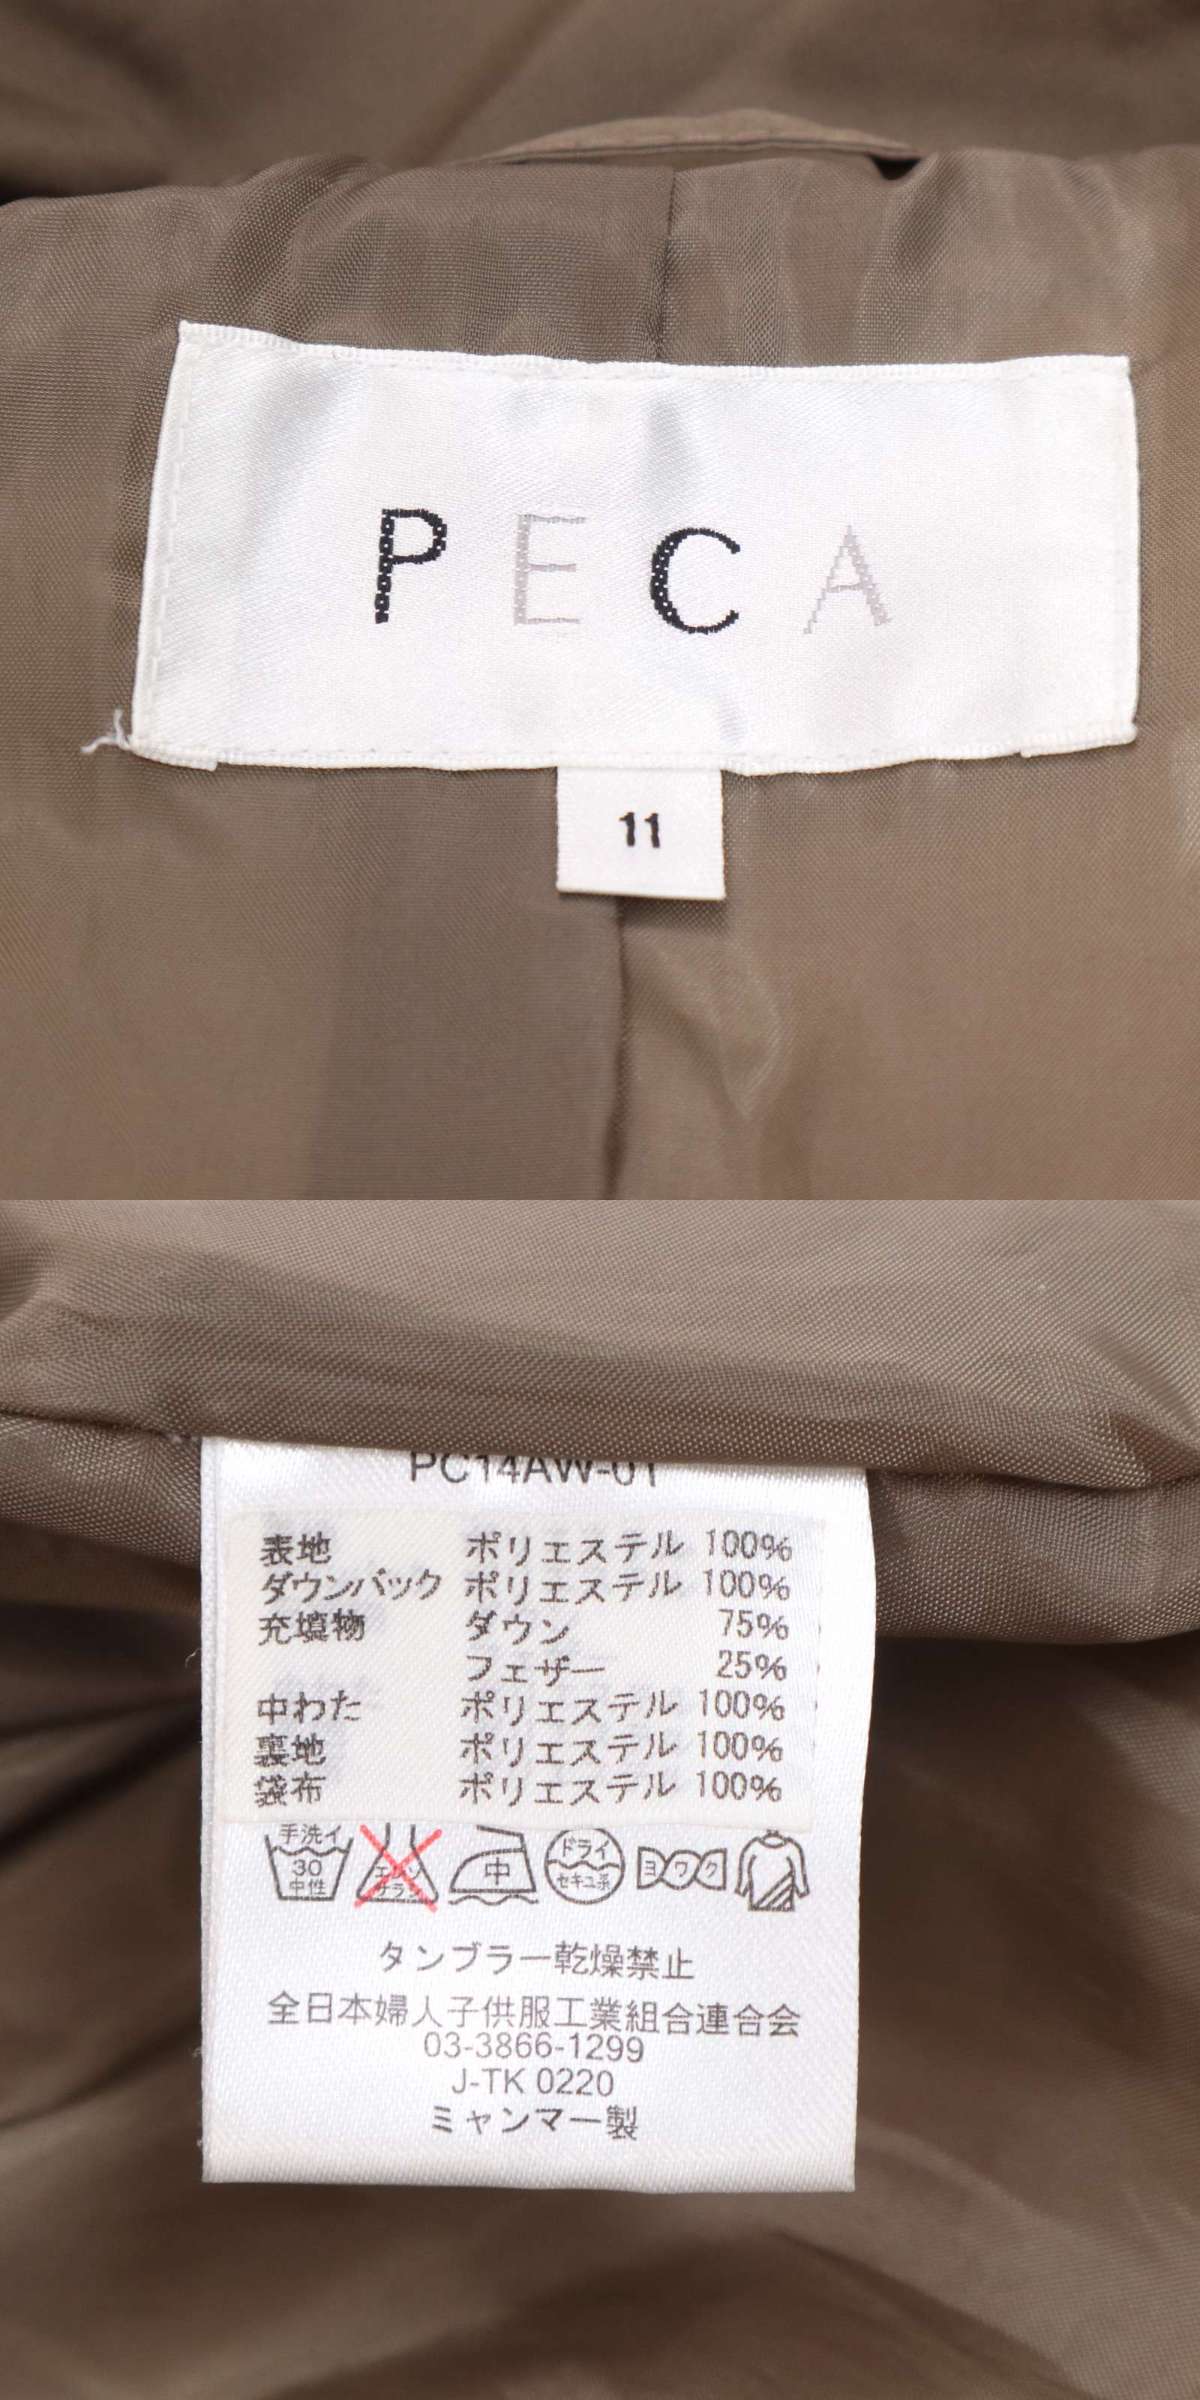 PECA
11
PC14AW-01
表地 ポリエステル 100%
ダウンパック ポリエステル 100%
充填物 ダウン 75%
フェザー 25%
中わた ポリエステル 100%
裏地 ポリエステル 100%
袋布 ポリエステル 100%
手洗イ 30 中性 エンソ サラシ 中 ドライ セキユ系 ヨワク
タンブラー乾燥禁止
全日本婦人子供服工業組合連合会
03-3866-1299
J-TK 0220
ミャンマー製